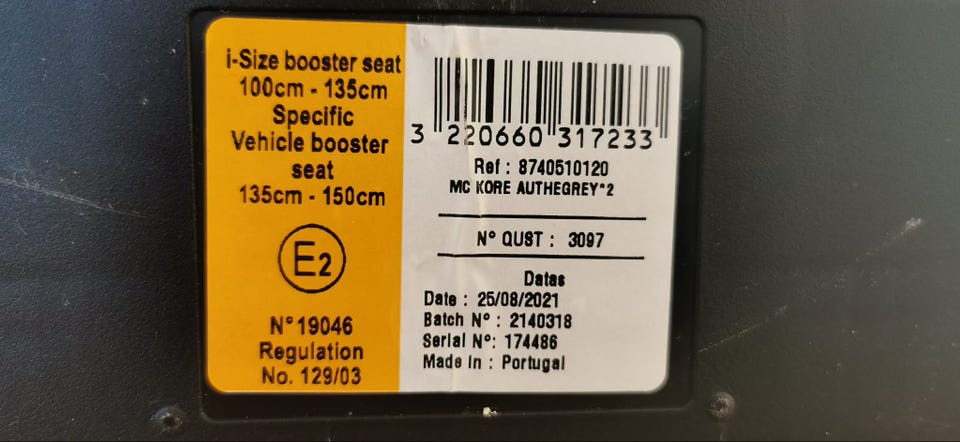 i-Size booster seat
100cm - 135cm
Specific
Vehicle booster
seat
135cm - 150cm
E2
N° 19046
Regulation
No. 129/03
3 220660 317233
Ref : 8740510120
MC KORE AUTHEGREY*2
N° QUST : 3097
Datas
Date : 25/08/2021
Batch N° : 2140318
Serial N°: 174486
Made In : Portugal